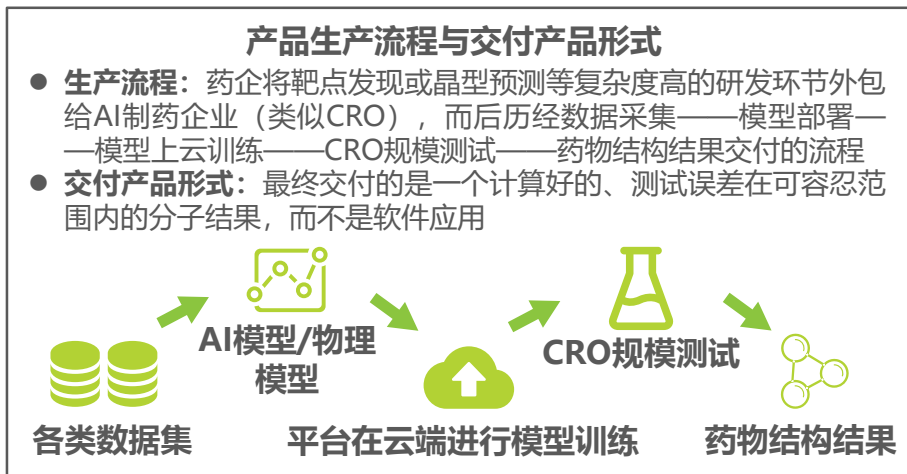 产品生产流程与交付产品形式
● 生产流程：药企将靶点发现或晶型预测等复杂度高的研发环节外包
给AI制药企业（类似CRO），而后历经数据采集——模型部署—
—模型上云训练——CRO规模测试——药物结构结果交付的流程
● 交付产品形式：最终交付的是一个计算好的、测试误差在可容忍范
围内的分子结果，而不是软件应用
AI模型/物理
模型
CRO规模测试
各类数据集
平台在云端进行模型训练
药物结构结果